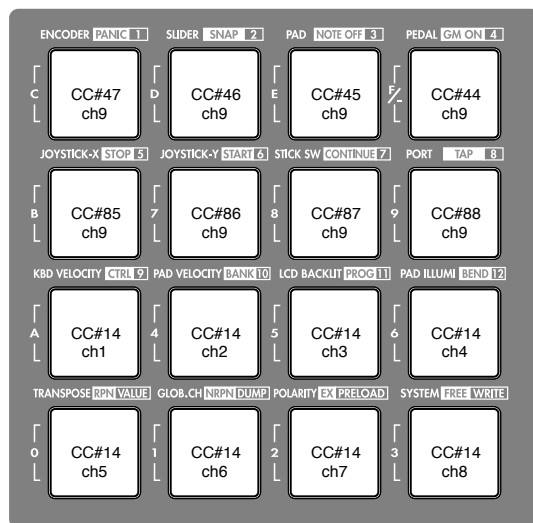 ENCODER PANIC 1 SLIDER SNAP 2 PAD NOTE OFF 3 PEDAL GM ON 4
C CC#47 D CC#46 E CC#45 F/- CC#44
ch9 ch9 ch9 ch9
JOYSTICK-X STOP 5 JOYSTICK-Y START 6 STICK SW CONTINUE 7 PORT TAP 8
B CC#85 7 CC#86 8 CC#87 9 CC#88
ch9 ch9 ch9 ch9
KBD VELOCITY CTRL 9 PAD VELOCITY BANK 10 LCD BACKLIT PROG 11 PAD ILLUMI BEND 12
A CC#14 4 CC#14 5 CC#14 6 CC#14
ch1 ch2 ch3 ch4
TRANSPOSE RPN VALUE GLOB.CH NRPN DUMP POLARITY EX PRELOAD SYSTEM FREE WRITE
0 CC#14 1 CC#14 2 CC#14 3 CC#14
ch5 ch6 ch7 ch8